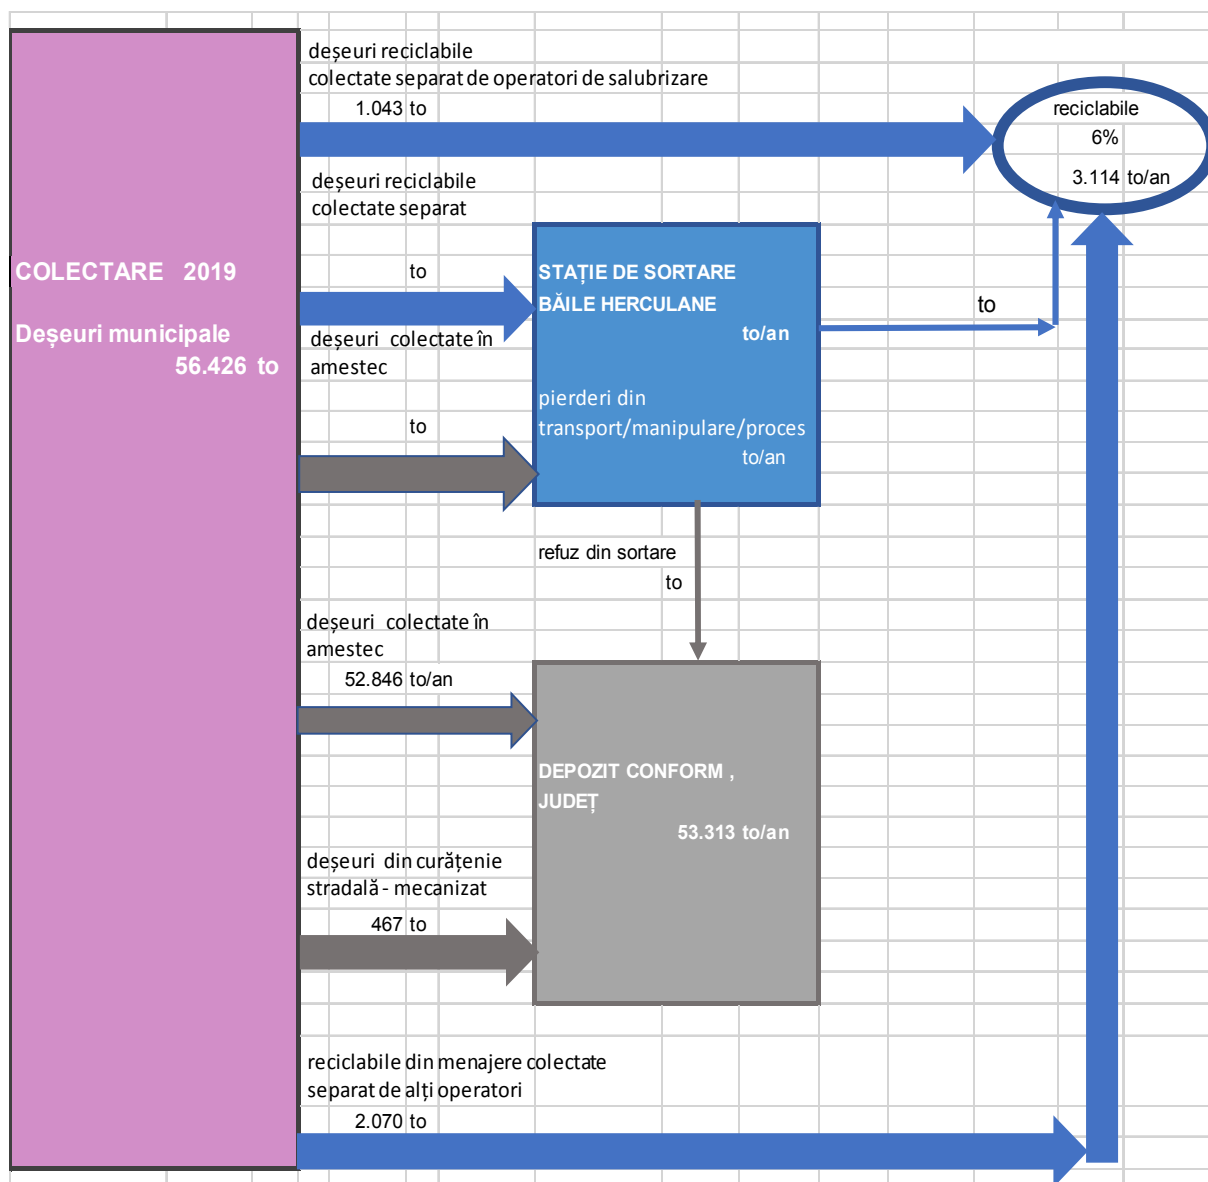 deșeuri reciclabile
colectate separat de operatori de salubrizare
1.043 to
reciclabile
6%
3.114 to/an
deșeuri reciclabile
colectate separat
to
COLECTARE 2019
Deșeuri municipale
56.426 to
STAȚIE DE SORTARE
BĂILE HERCULANE
to/an
pierderi din
transport/manipulare/proces
to/an
to
deșeuri colectate în
amestec
to
refuz din sortare
to
deșeuri colectate în
amestec
52.846 to/an
DEPOZIT CONFORM ,
JUDEȚ
53.313 to/an
deșeuri din curățenie
stradală - mecanizat
467 to
reciclabile din menajere colectate
separat de alți operatori
2.070 to